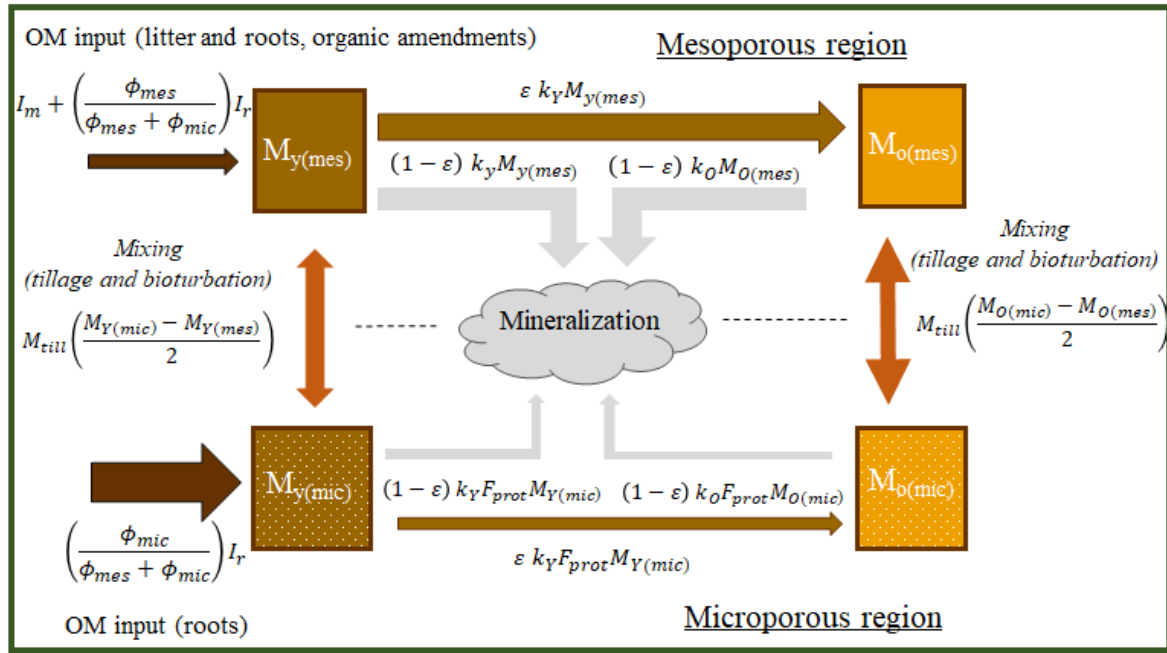 OM input (litter and roots, organic amendments)
Mesoporous region
I_m + (ϕ_mes / (ϕ_mes + ϕ_mic)) I_r
M_y(mes)
ε k_Y M_y(mes)
M_o(mes)
(1 − ε) k_y M_y(mes)
(1 − ε) k_O M_O(mes)
Mixing
(tillage and bioturbation)
M_till ((M_Y(mic) − M_Y(mes)) / 2)
Mineralization
Mixing
(tillage and bioturbation)
M_till ((M_O(mic) − M_O(mes)) / 2)
M_y(mic)
M_o(mic)
(1 − ε) k_Y F_prot M_Y(mic)
(1 − ε) k_O F_prot M_O(mic)
(ϕ_mic / (ϕ_mes + ϕ_mic)) I_r
ε k_Y F_prot M_Y(mic)
OM input (roots)
Microporous region